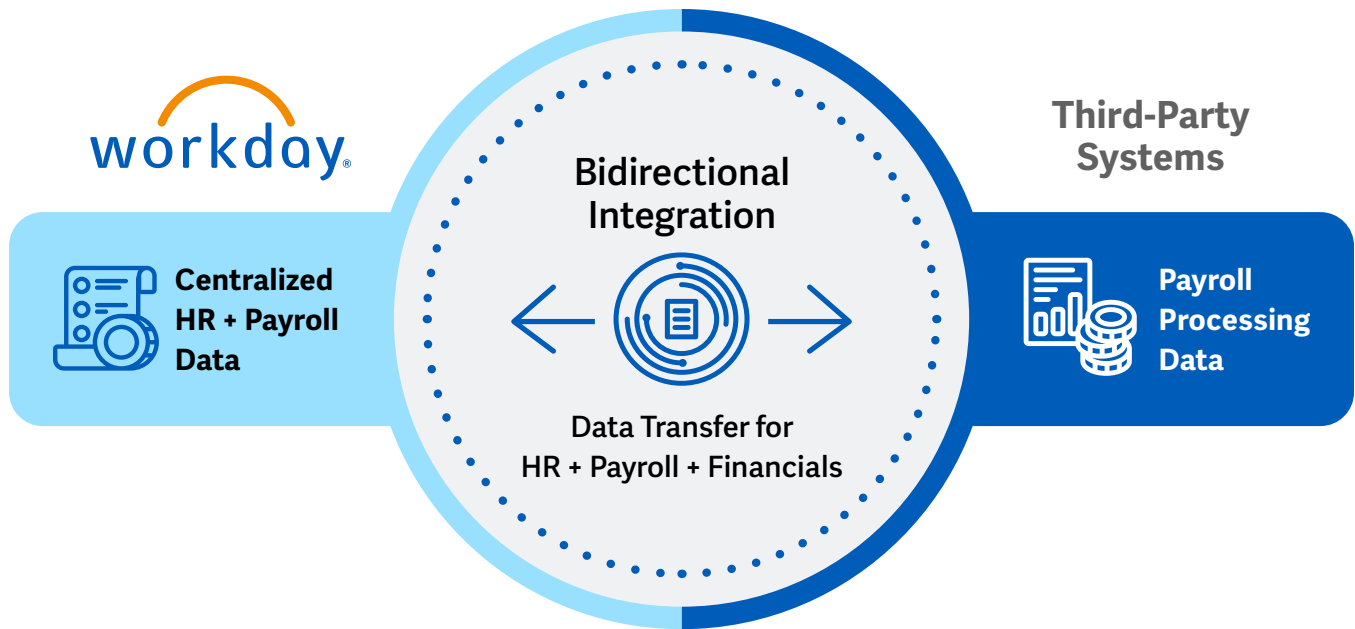 workday®
Centralized
HR + Payroll
Data
Bidirectional
Integration
Data Transfer for
HR + Payroll + Financials
Third-Party
Systems
Payroll
Processing
Data